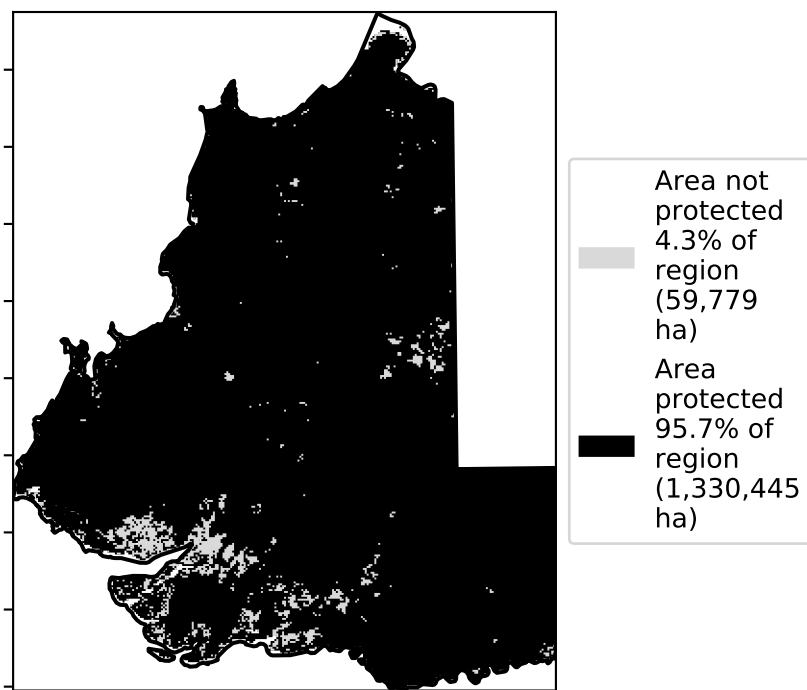 Area not
protected
4.3% of
region
(59,779
ha)
Area
protected
95.7% of
region
(1,330,445
ha)